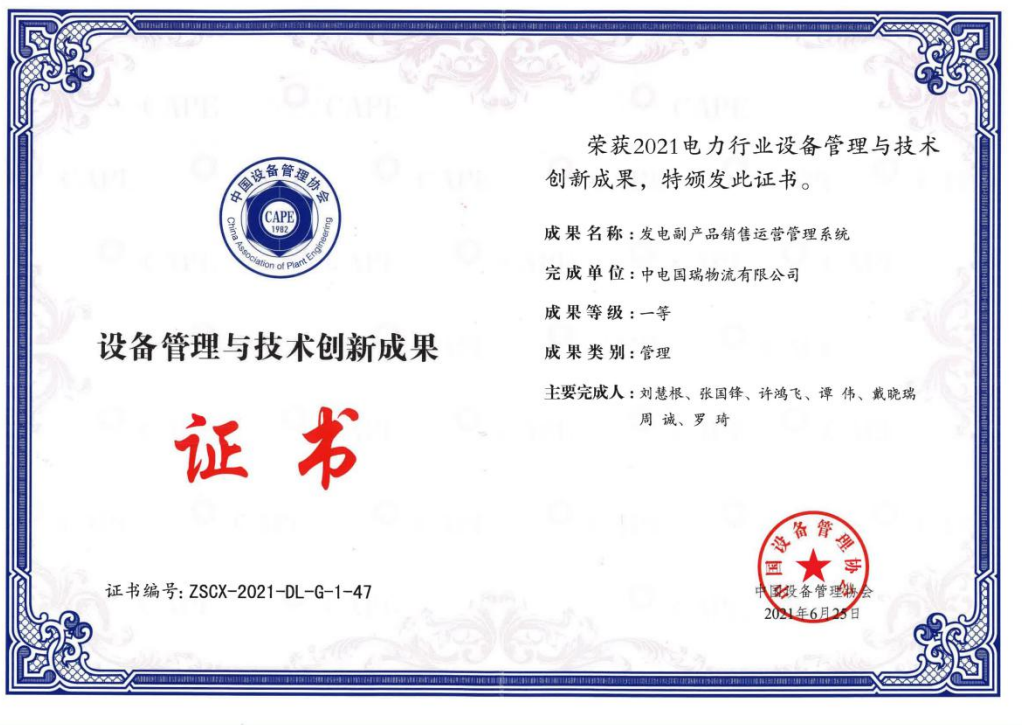 中国设备管理协会
CAPE
1982
China Association of Plant Engineering
设备管理与技术创新成果
证书
证书编号: ZSCX-2021-DL-G-1-47
荣获2021电力行业设备管理与技术
创新成果，特颁发此证书。
成果名称：发电副产品销售运营管理系统
完成单位：中电国瑞物流有限公司
成果等级：一等
成果类别：管理
主要完成人：刘慧根、张国锋、许鸿飞、谭 伟、戴晓瑞
周 诚、罗 琦
中国设备管理协会
中国设备管理协会
2021年6月25日